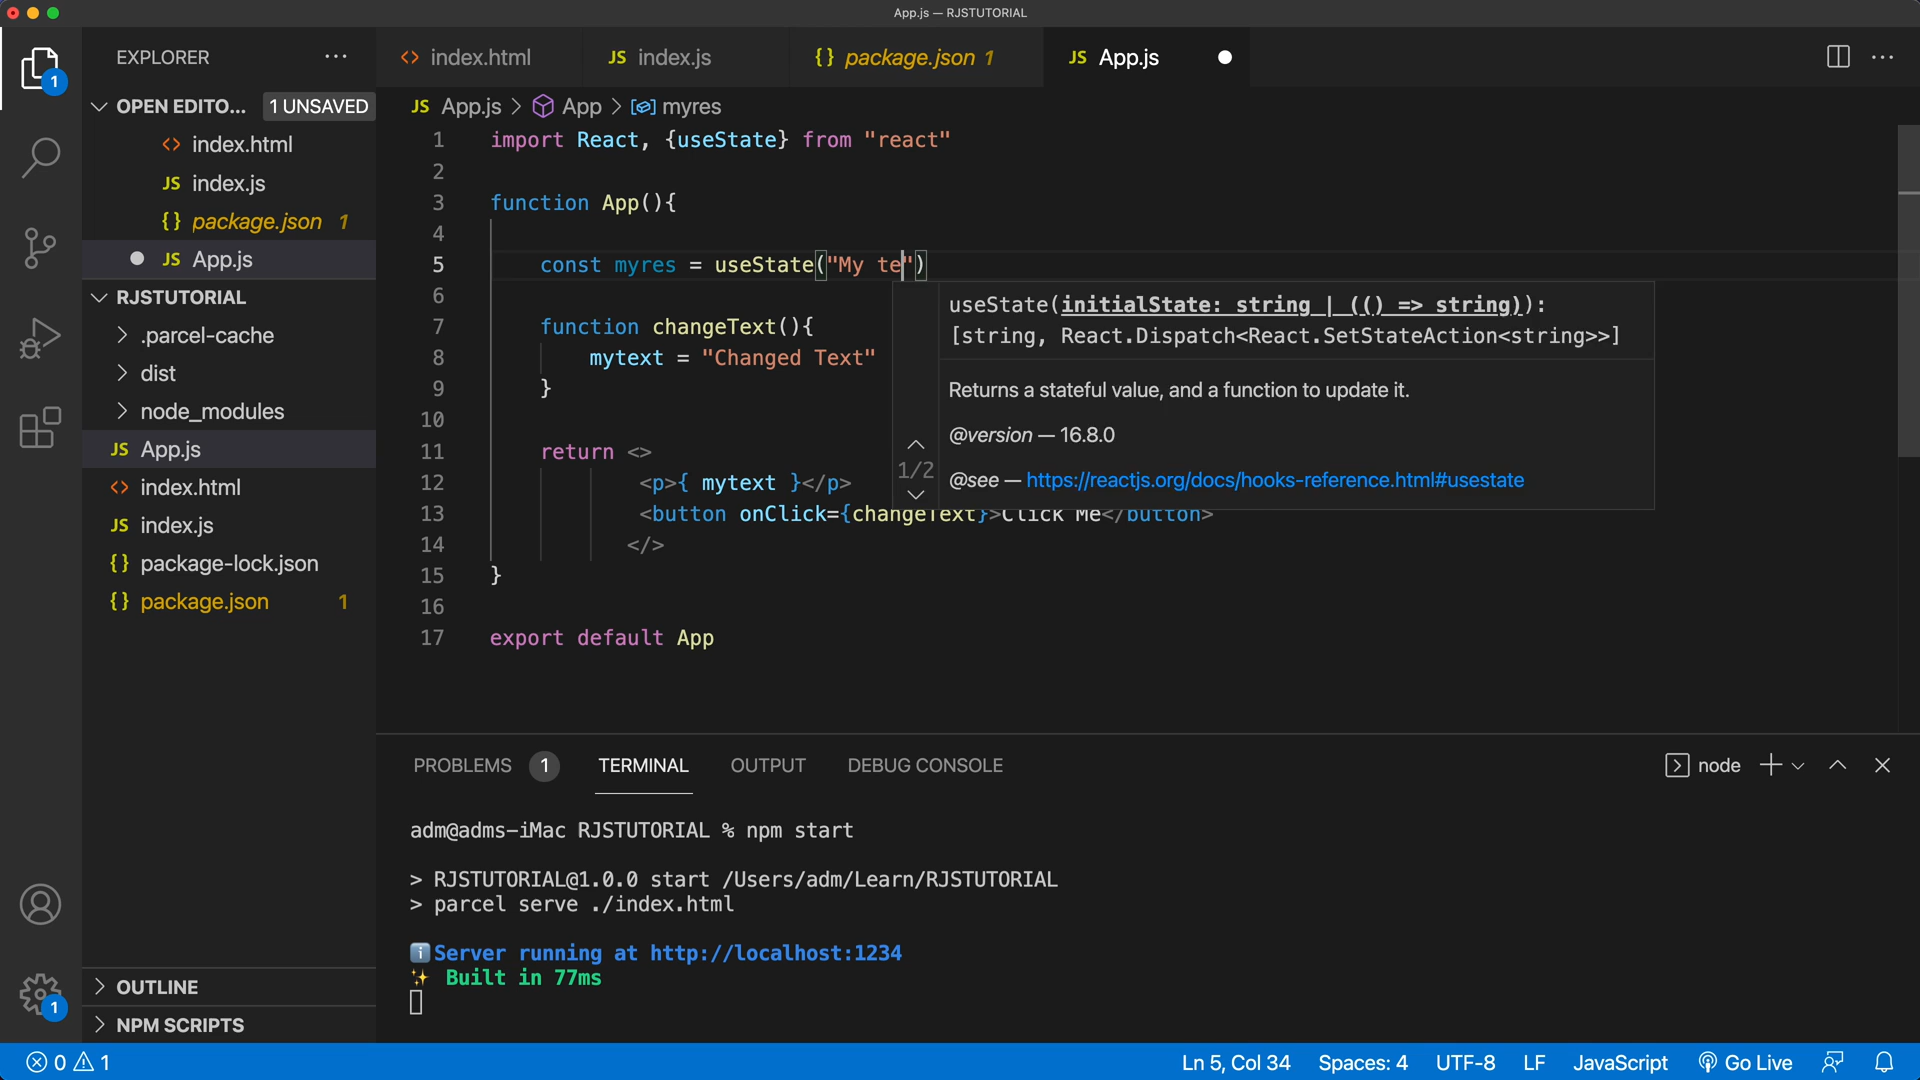 App.js — RJSTUTORIAL
EXPLORER
index.html
JS index.js
{} package.json 1
JS App.js
1
OPEN EDITO... 1 UNSAVED
<> index.html
JS index.js
{} package.json 1
JS App.js
RJSTUTORIAL
.parcel-cache
dist
node_modules
JS App.js
<> index.html
JS index.js
{} package-lock.json
{} package.json 1
OUTLINE
NPM SCRIPTS
1
JS App.js > App > myres
1 import React, {useState} from "react"
2
3 function App(){
4
5 const myres = useState("My te")
6
7 function changeText(){
8 mytext = "Changed Text"
9 }
10
11 return <>
12 <p>{ mytext }</p>
13 <button onClick={changeText}>Click Me</button>
14 </>
15 }
16
17 export default App
useState(initialState: string | (() => string)):
[string, React.Dispatch<React.SetStateAction<string>>]
Returns a stateful value, and a function to update it.
@version — 16.8.0
1/2
@see — https://reactjs.org/docs/hooks-reference.html#usestate
PROBLEMS 1 TERMINAL OUTPUT DEBUG CONSOLE
node
adm@adms-iMac RJSTUTORIAL % npm start
> RJSTUTORIAL@1.0.0 start /Users/adm/Learn/RJSTUTORIAL
> parcel serve ./index.html
ℹ️Server running at http://localhost:1234
✨ Built in 77ms
0 1
Ln 5, Col 34 Spaces: 4 UTF-8 LF JavaScript Go Live